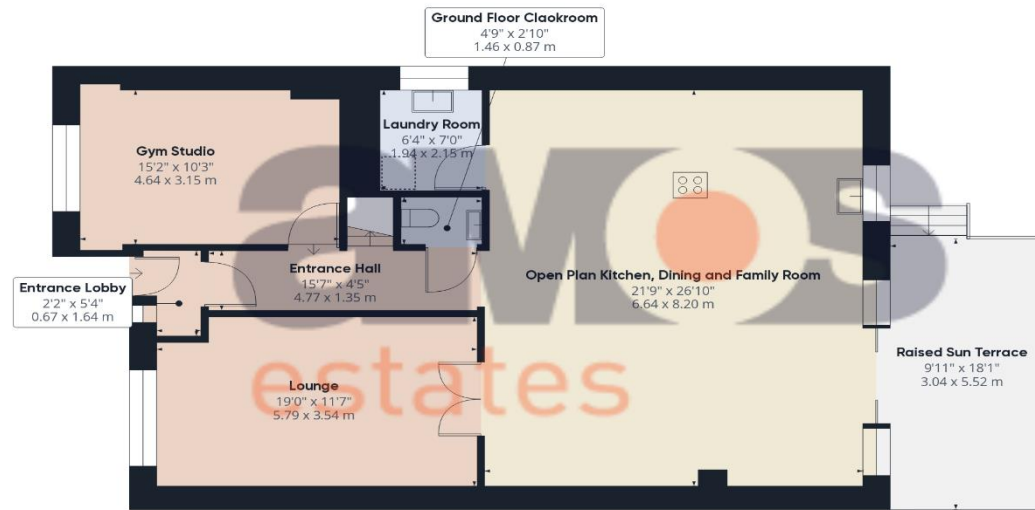 Ground Floor Claokroom
4'9" x 2'10"
1.46 x 0.87 m
Gym Studio
15'2" x 10'3"
4.64 x 3.15 m
Laundry Room
6'4" x 7'0"
1.94 x 2.15 m
Entrance Lobby
2'2" x 5'4"
0.67 x 1.64 m
Entrance Hall
15'7" x 4'5"
4.77 x 1.35 m
Open Plan Kitchen, Dining and Family Room
21'9" x 26'10"
6.64 x 8.20 m
Lounge
19'0" x 11'7"
5.79 x 3.54 m
Raised Sun Terrace
9'11" x 18'1"
3.04 x 5.52 m
amos
estates